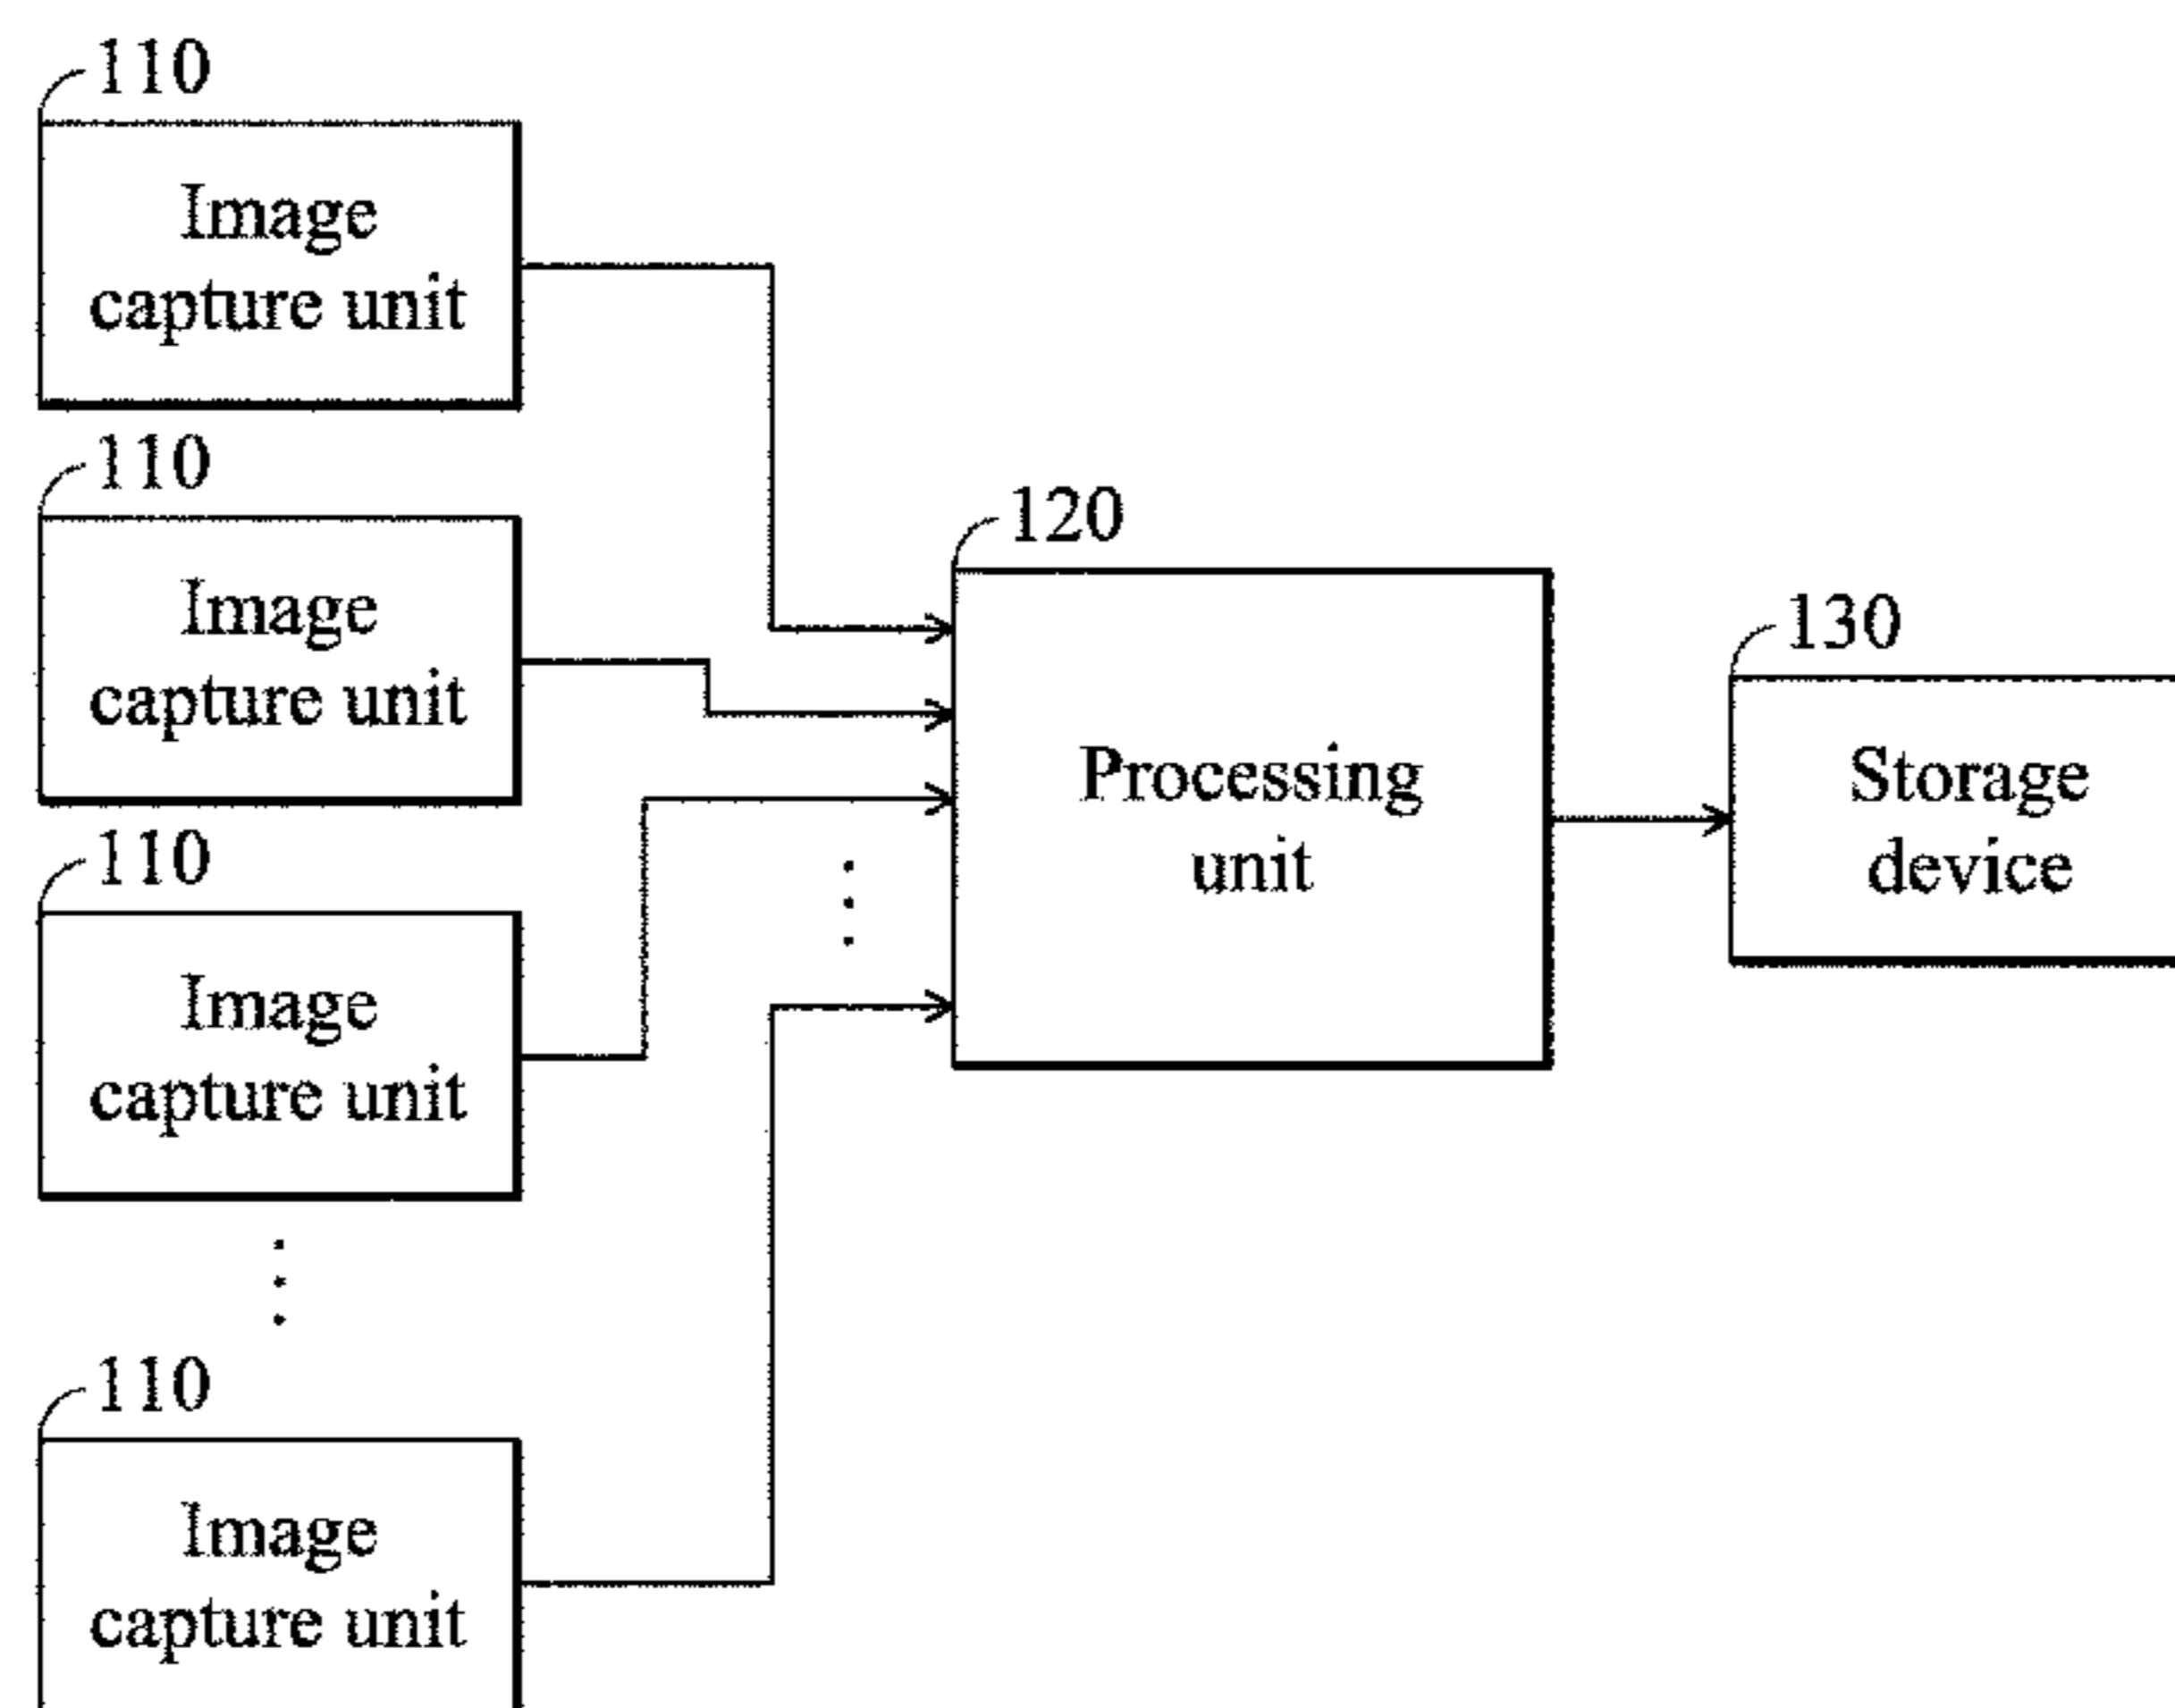 110
Image
capture unit
110
Image
capture unit
110
Image
capture unit
110
Image
capture unit
120
Processing
unit
130
Storage
device